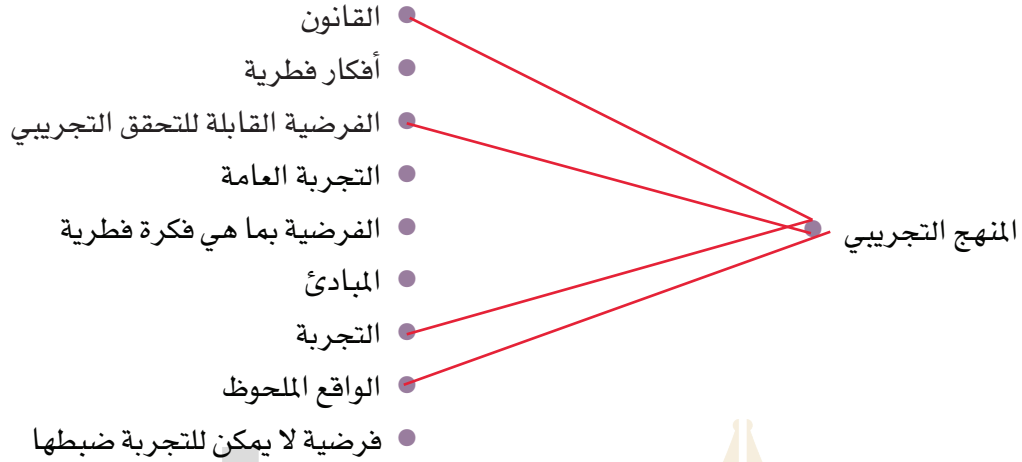 القانون
أفكار فطرية
الفرضية القابلة للتحقق التجريبي
التجربة العامة
الفرضية بما هي فكرة فطرية
المنهج التجريبي
المبادئ
التجربة
الواقع الملحوظ
فرضية لا يمكن للتجربة ضبطها